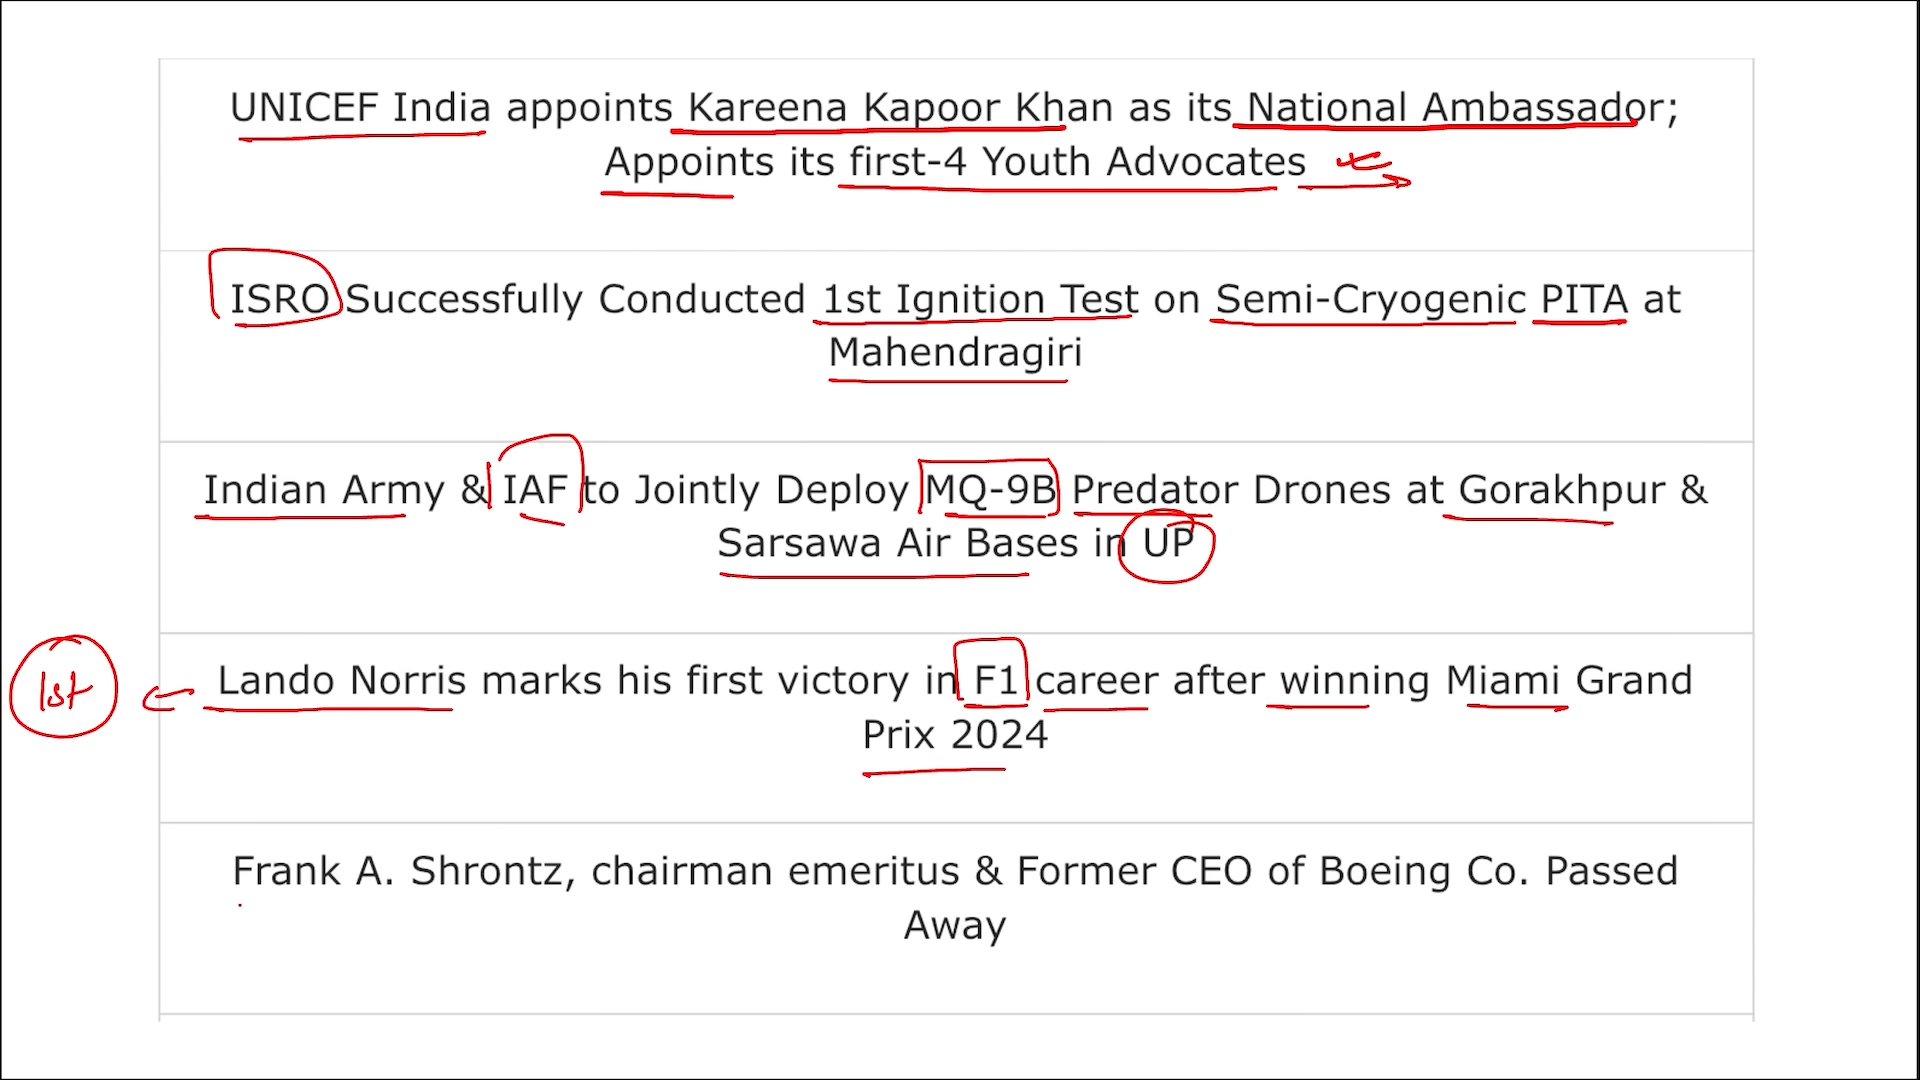 UNICEF India appoints Kareena Kapoor Khan as its National Ambassador;
Appoints its first-4 Youth Advocates
ISRO Successfully Conducted 1st Ignition Test on Semi-Cryogenic PITA at
Mahendragiri
Indian Army & IAF to Jointly Deploy MQ-9B Predator Drones at Gorakhpur &
Sarsawa Air Bases in UP
1st
Lando Norris marks his first victory in F1 career after winning Miami Grand
Prix 2024
Frank A. Shrontz, chairman emeritus & Former CEO of Boeing Co. Passed
Away